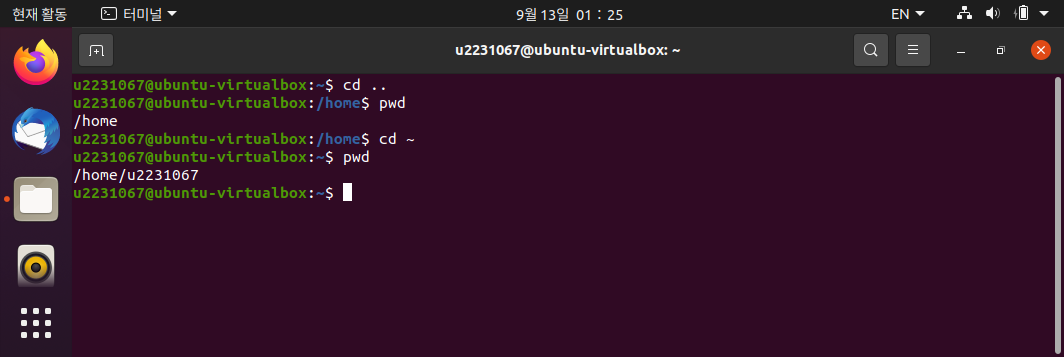 현재 활동 터미널 9월 13일 01 : 25 EN
u2231067@ubuntu-virtualbox: ~
u2231067@ubuntu-virtualbox:~$ cd ..
u2231067@ubuntu-virtualbox:/home$ pwd
/home
u2231067@ubuntu-virtualbox:/home$ cd ~
u2231067@ubuntu-virtualbox:~$ pwd
/home/u2231067
u2231067@ubuntu-virtualbox:~$